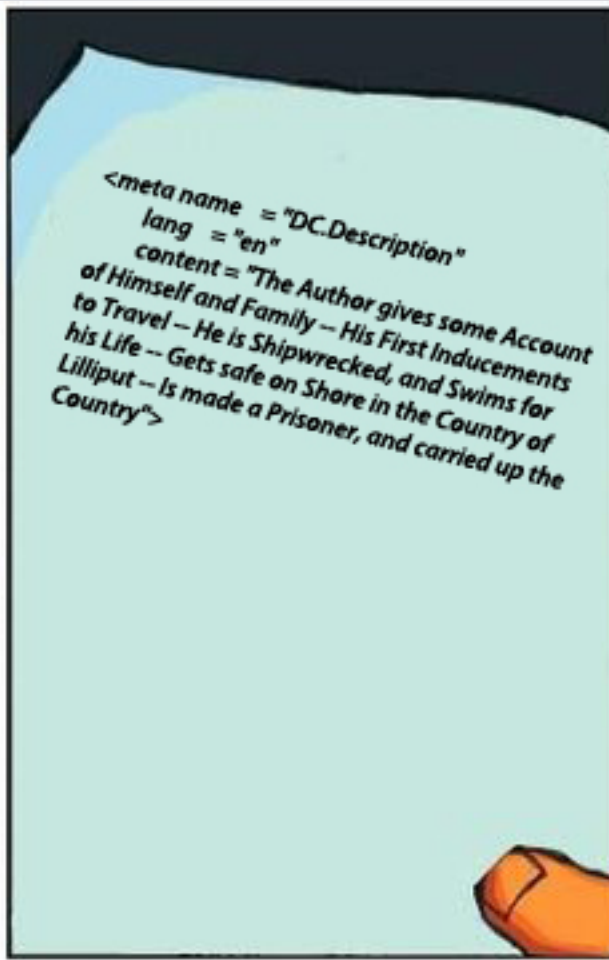 <meta name   = "DC.Description"
lang   = "en"
content = "The Author gives some Account
of Himself and Family -- His First Inducements
to Travel -- He is Shipwrecked, and Swims for
his Life -- Gets safe on Shore in the Country of
Lilliput -- Is made a Prisoner, and carried up the
Country">